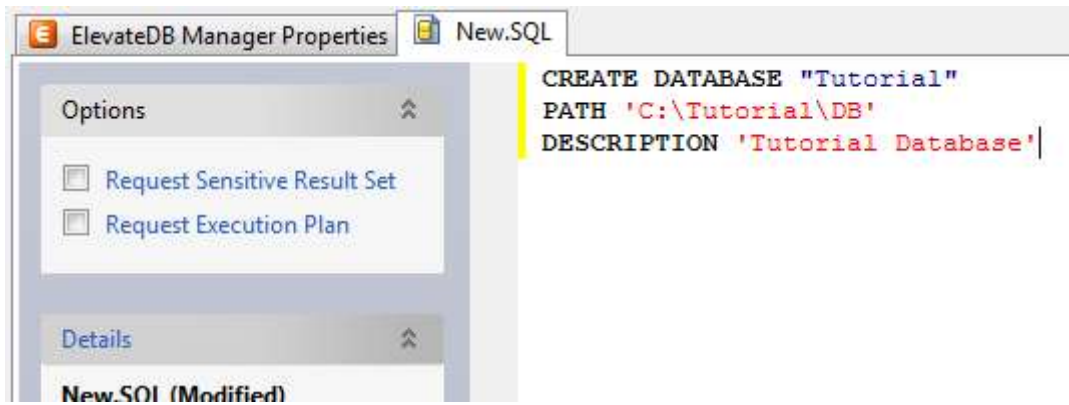 ElevateDB Manager Properties
New.SQL
Options
Request Sensitive Result Set
Request Execution Plan
Details
New.SQL (Modified)
CREATE DATABASE "Tutorial"
PATH 'C:\Tutorial\DB'
DESCRIPTION 'Tutorial Database'